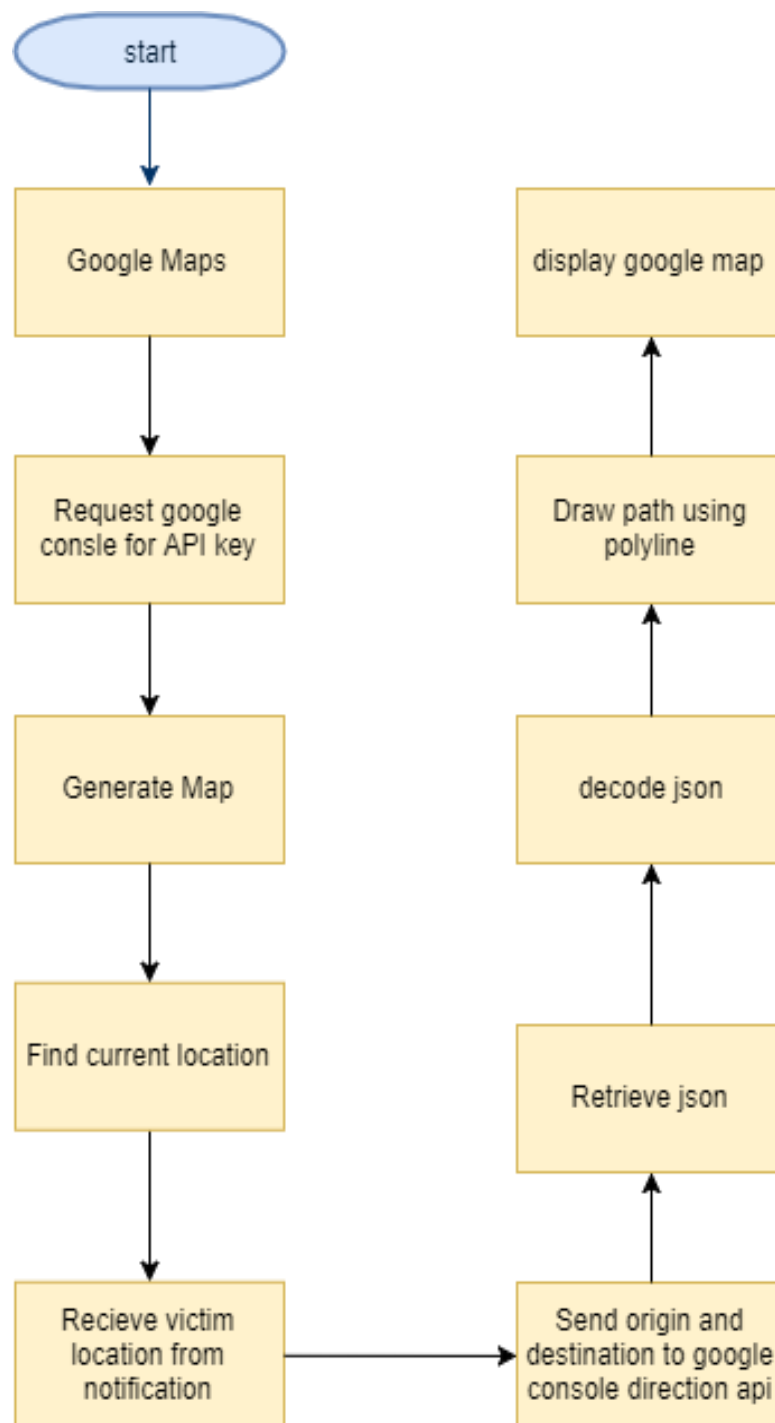 start
Google Maps
Request google
consle for API key
Generate Map
Find current location
Recieve victim
location from
notification
Send origin and
destination to google
console direction api
Retrieve json
decode json
Draw path using
polyline
display google map